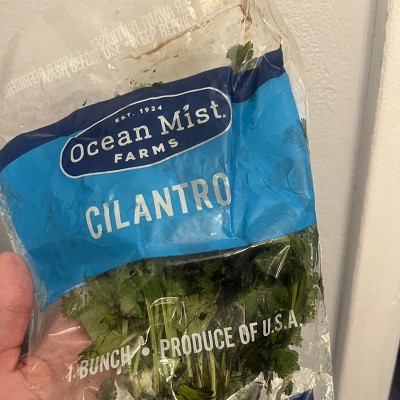 EST. 1924
Ocean Mist®
FARMS
CILANTRO
1 BUNCH • PRODUCE OF U.S.A.